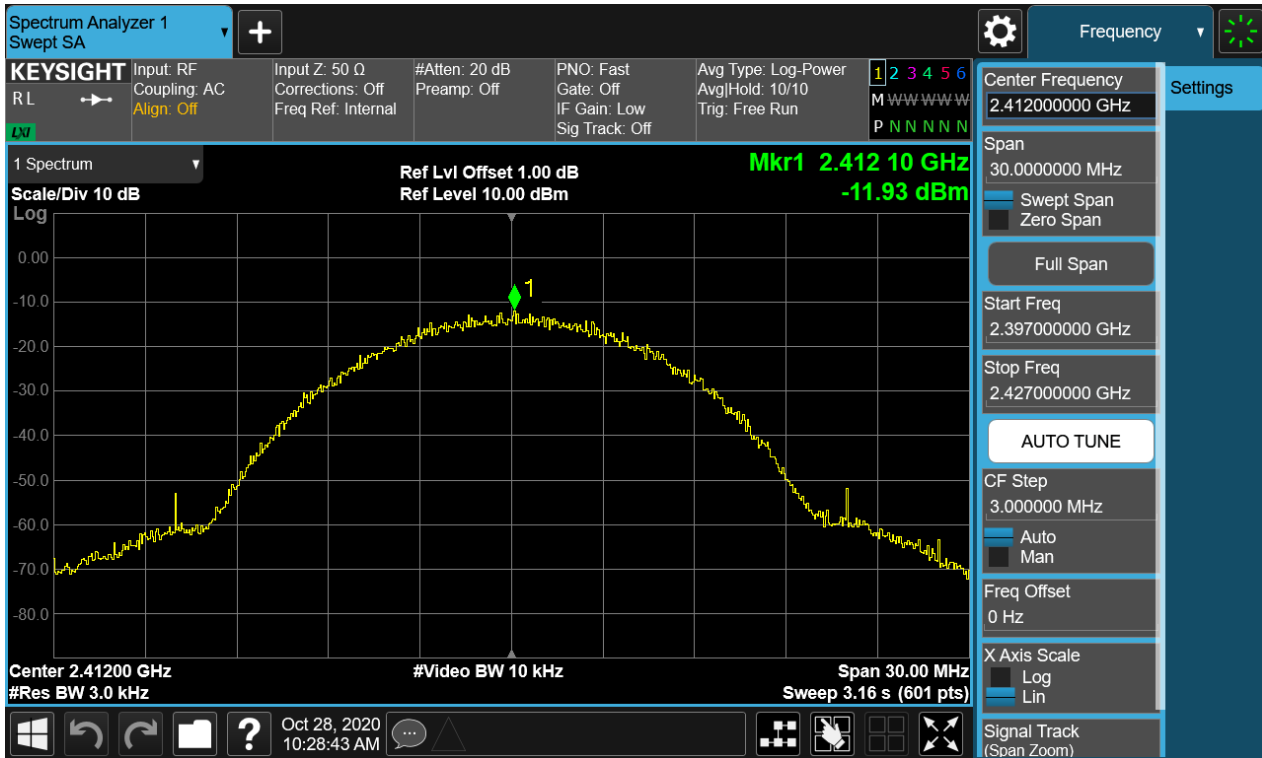 Spectrum Analyzer 1
Swept SA
+
Frequency
KEYSIGHT
R L
LXI
Input: RF
Coupling: AC
Align: Off
Input Z: 50 Ω
Corrections: Off
Freq Ref: Internal
#Atten: 20 dB
Preamp: Off
PNO: Fast
Gate: Off
IF Gain: Low
Sig Track: Off
Avg Type: Log-Power
Avg|Hold: 10/10
Trig: Free Run
1 2 3 4 5 6
M W W W W W
P N N N N N
1 Spectrum
Scale/Div 10 dB
Log
Ref Lvl Offset 1.00 dB
Ref Level 10.00 dBm
Mkr1 2.412 10 GHz
-11.93 dBm
1
0.00
-10.0
-20.0
-30.0
-40.0
-50.0
-60.0
-70.0
-80.0
Center 2.41200 GHz
#Res BW 3.0 kHz
#Video BW 10 kHz
Span 30.00 MHz
Sweep 3.16 s (601 pts)
Center Frequency
2.412000000 GHz
Settings
Span
30.0000000 MHz
Swept Span
Zero Span
Full Span
Start Freq
2.397000000 GHz
Stop Freq
2.427000000 GHz
AUTO TUNE
CF Step
3.000000 MHz
Auto
Man
Freq Offset
0 Hz
X Axis Scale
Log
Lin
Signal Track
(Span Zoom)
?
Oct 28, 2020
10:28:43 AM